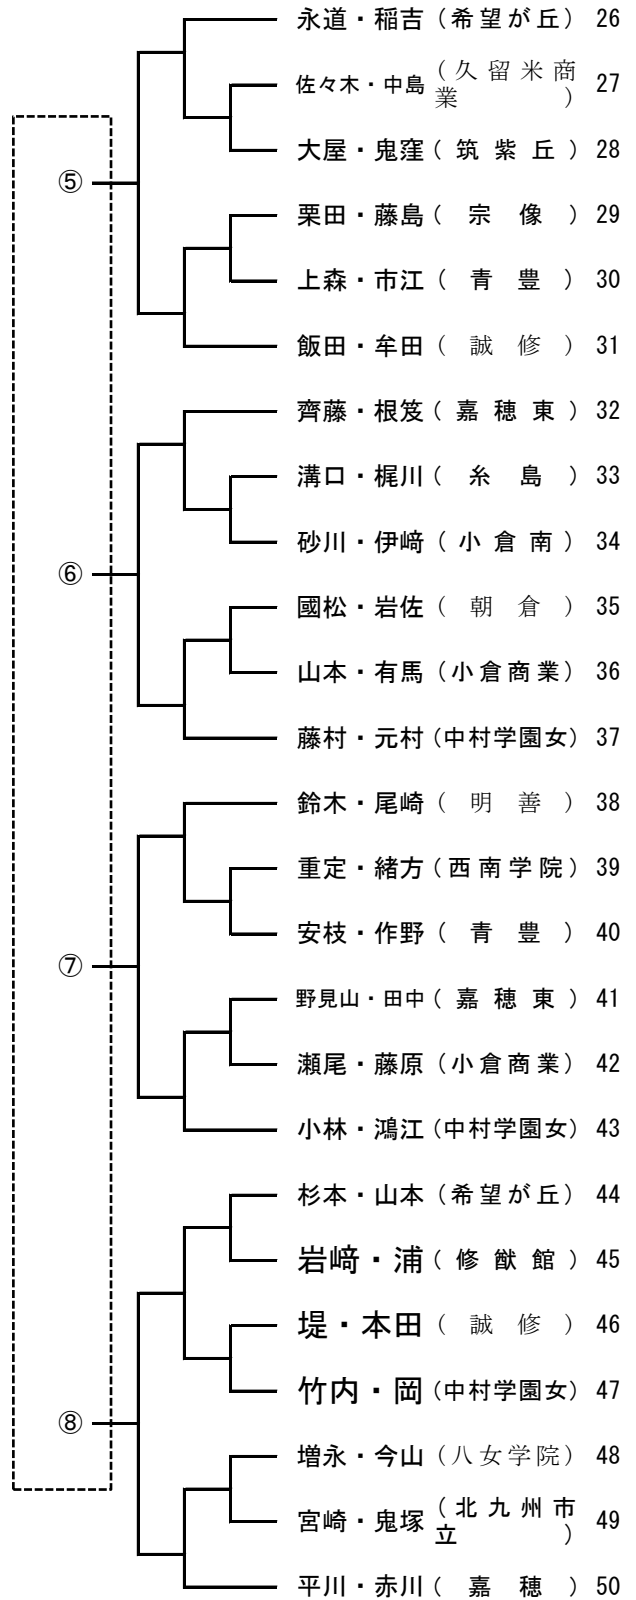 永道・稲吉（希望が丘）26
佐々木・中島（久留米商業）27
大屋・鬼窪（筑紫丘）28
⑤
栗田・藤島（宗像）29
上森・市江（青豊）30
飯田・牟田（誠修）31
齊藤・根笈（嘉穂東）32
溝口・梶川（糸島）33
砂川・伊﨑（小倉南）34
⑥
國松・岩佐（朝倉）35
山本・有馬（小倉商業）36
藤村・元村（中村学園女）37
鈴木・尾崎（明善）38
重定・緒方（西南学院）39
安枝・作野（青豊）40
⑦
野見山・田中（嘉穂東）41
瀬尾・藤原（小倉商業）42
小林・鴻江（中村学園女）43
杉本・山本（希望が丘）44
岩﨑・浦（修猷館）45
堤・本田（誠修）46
竹内・岡（中村学園女）47
⑧
増永・今山（八女学院）48
宮崎・鬼塚（北九州市立）49
平川・赤川（嘉穂）50